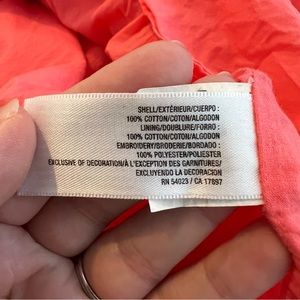 SHELL/EXTÉRIEUR/CUERPO :
100% COTTON/COTON/ALGODON
LINING/DOUBLURE/FORRO :
100% COTTON/COTON/ALGODON
EMBROIDERY/BRODERIE/BORDADO :
100% POLYESTER/POLIESTER
EXCLUSIVE OF DECORATION/À L'EXCEPTION DES GARNITURES/
EXCLUYENDO LA DECORACION
RN 54023 / CA 17897